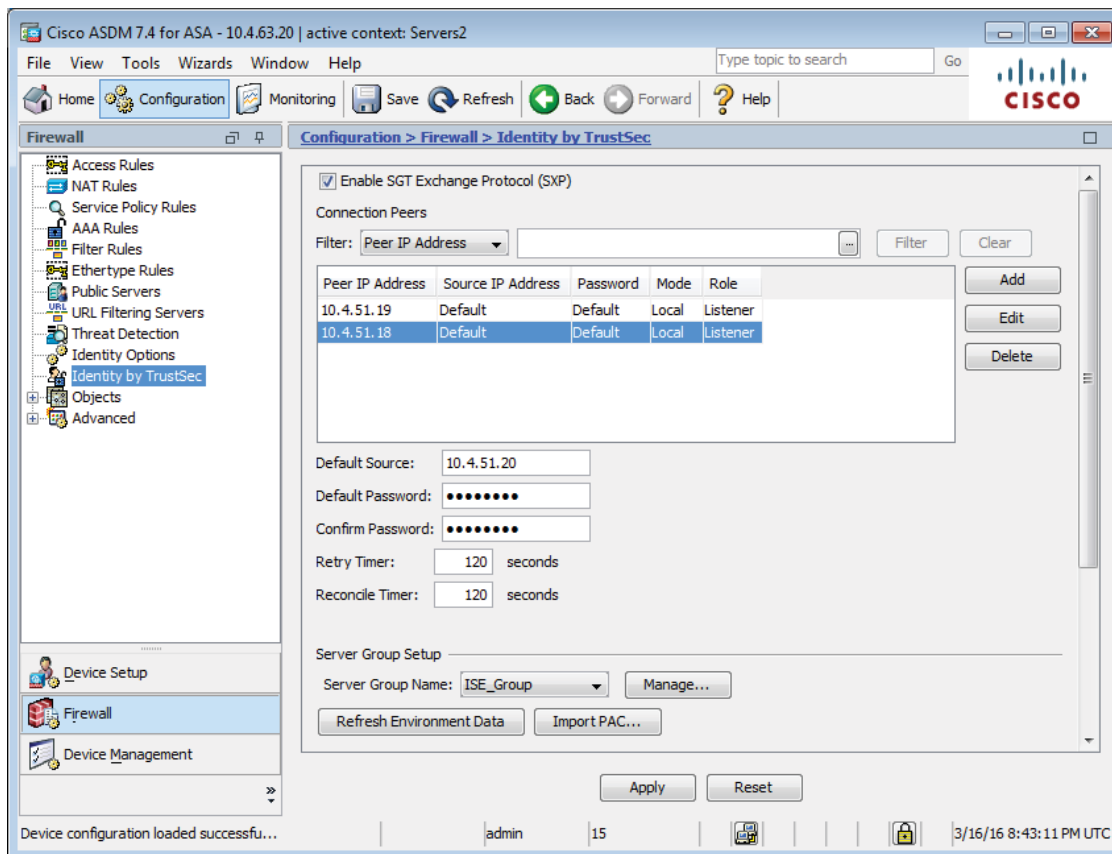 Cisco ASDM 7.4 for ASA - 10.4.63.20 | active context: Servers2
File View Tools Wizards Window Help
Type topic to search Go
CISCO
Home Configuration Monitoring Save Refresh Back Forward Help
Firewall
Access Rules
NAT Rules
Service Policy Rules
AAA Rules
Filter Rules
Ethertype Rules
Public Servers
URL URL Filtering Servers
Threat Detection
Identity Options
Identity by TrustSec
Objects
Advanced
Device Setup
Firewall
Device Management
Configuration > Firewall > Identity by TrustSec
Enable SGT Exchange Protocol (SXP)
Connection Peers
Filter: Peer IP Address ... Filter Clear
Peer IP Address Source IP Address Password Mode Role
10.4.51.19 Default Default Local Listener
10.4.51.18 Default Default Local Listener
Add
Edit
Delete
Default Source: 10.4.51.20
Default Password: ●●●●●●●●
Confirm Password: ●●●●●●●●
Retry Timer: 120 seconds
Reconcile Timer: 120 seconds
Server Group Setup
Server Group Name: ISE_Group Manage...
Refresh Environment Data Import PAC...
Apply Reset
Device configuration loaded successfu... admin 15 3/16/16 8:43:11 PM UTC